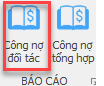 Công nợ đối tác
Công nợ tổng hợp
BÁO CÁO